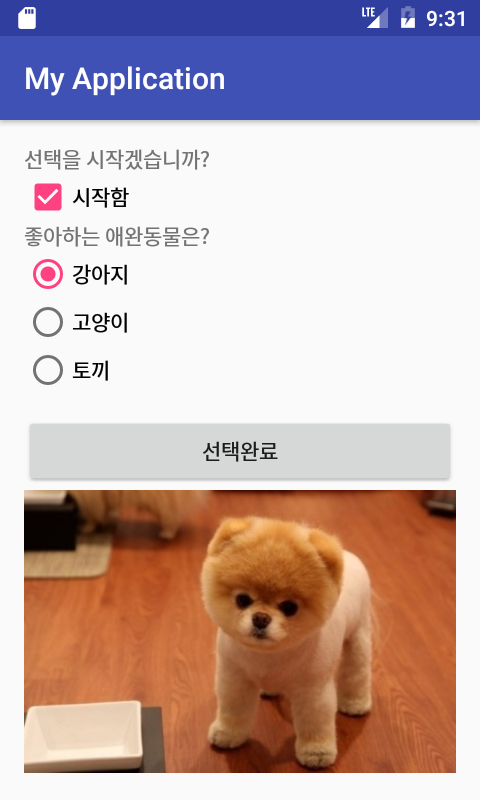 LTE 9:31
My Application
선택을 시작겠습니까?
시작함
좋아하는 애완동물은?
강아지
고양이
토끼
선택완료